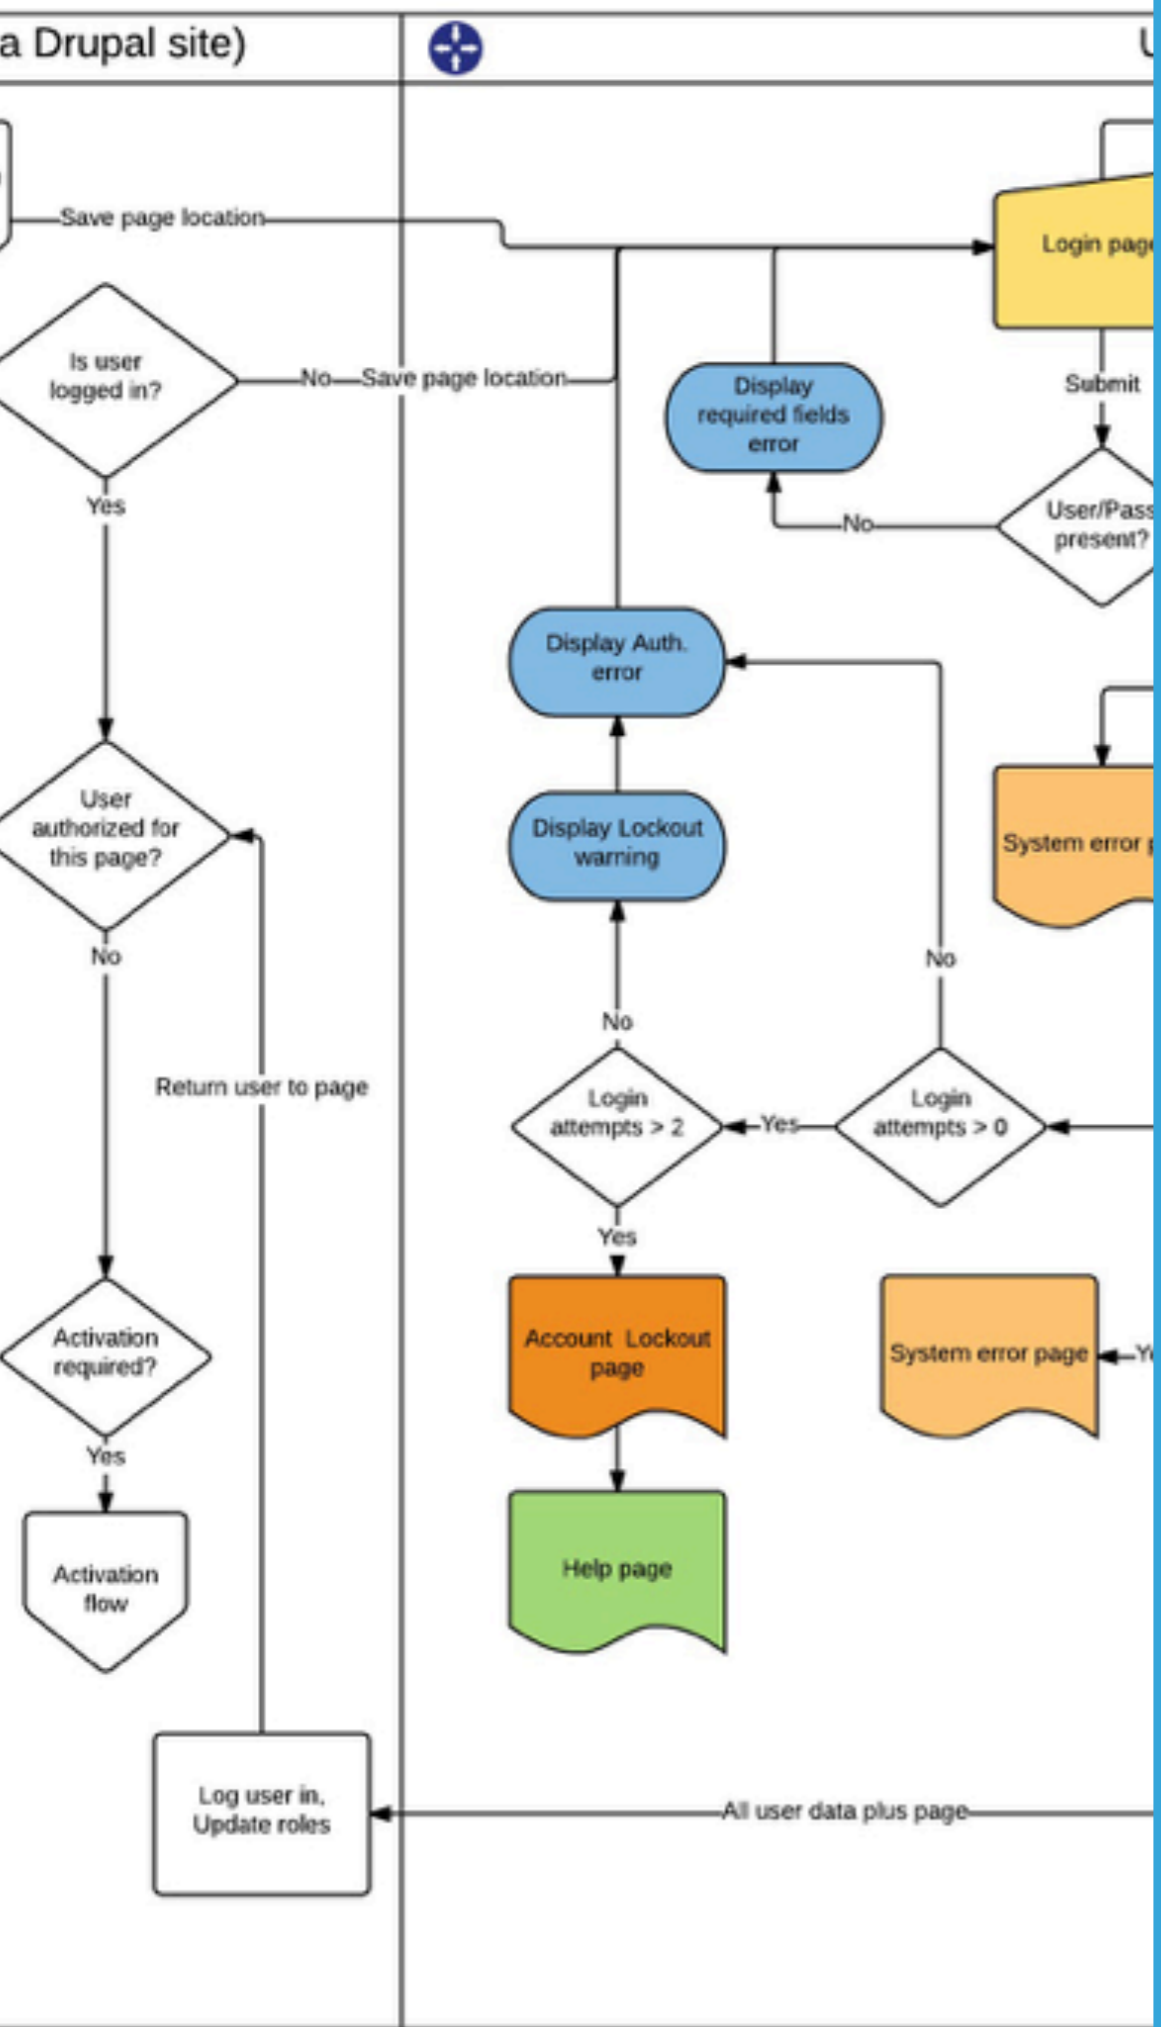 a Drupal site)
Save page location
Login page
Is user
logged in?
No
Save page location
Display
required fields
error
Submit
Yes
No
User/Pass
present?
Display Auth.
error
User
authorized for
this page?
Display Lockout
warning
System error
No
No
No
Return user to page
Login
attempts > 2
Yes
Login
attempts > 0
Yes
Activation
required?
Account Lockout
page
System error page
Yes
Activation
flow
Help page
Log user in,
Update roles
All user data plus page